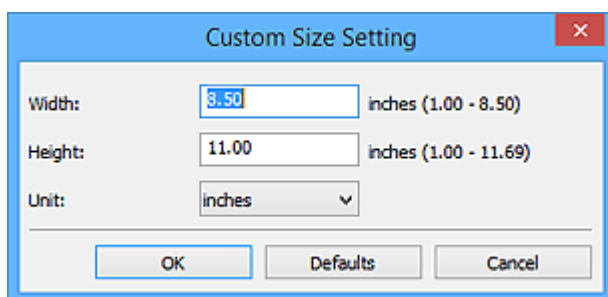 Custom Size Setting
Width: 8.50 inches (1.00 - 8.50)
Height: 11.00 inches (1.00 - 11.69)
Unit: inches
OK Defaults Cancel